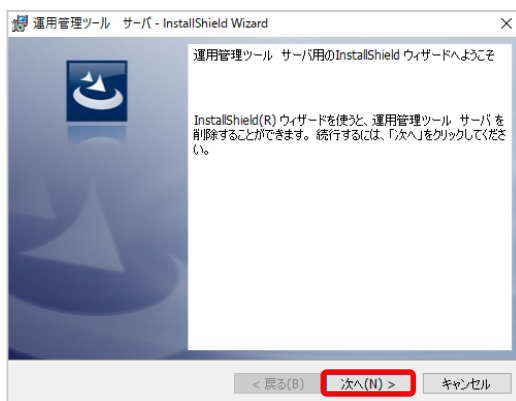 運用管理ツール サーバ - InstallShield Wizard
運用管理ツール サーバ用のInstallShield ウィザードへようこそ
InstallShield(R) ウィザードを使うと、運用管理ツール サーバ を
削除することができます。続行するには、「次へ」をクリックしてくださ
い。
< 戻る(B) 次へ(N) > キャンセル